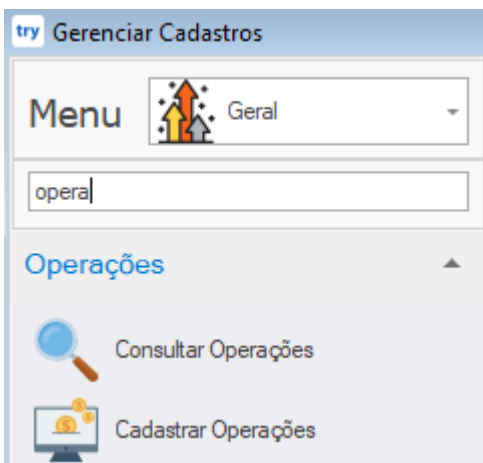 try Gerenciar Cadastros
Menu Geral
opera
Operações
Consultar Operações
Cadastrar Operações